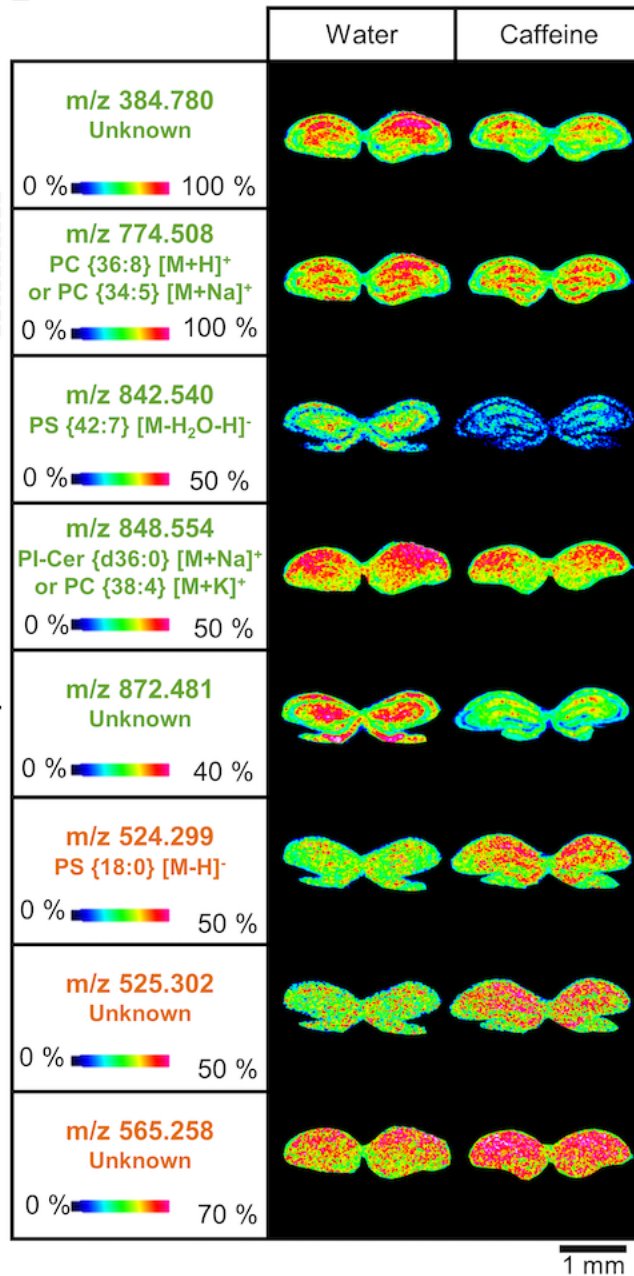 Water Caffeine
m/z 384.780
Unknown
0 % 100 %
m/z 774.508
PC {36:8} [M+H]⁺
or PC {34:5} [M+Na]⁺
0 % 100 %
m/z 842.540
PS {42:7} [M-H₂O-H]⁻
0 % 50 %
m/z 848.554
PI-Cer {d36:0} [M+Na]⁺
or PC {38:4} [M+K]⁺
0 % 50 %
m/z 872.481
Unknown
0 % 40 %
m/z 524.299
PS {18:0} [M-H]⁻
0 % 50 %
m/z 525.302
Unknown
0 % 50 %
m/z 565.258
Unknown
0 % 70 %
1 mm